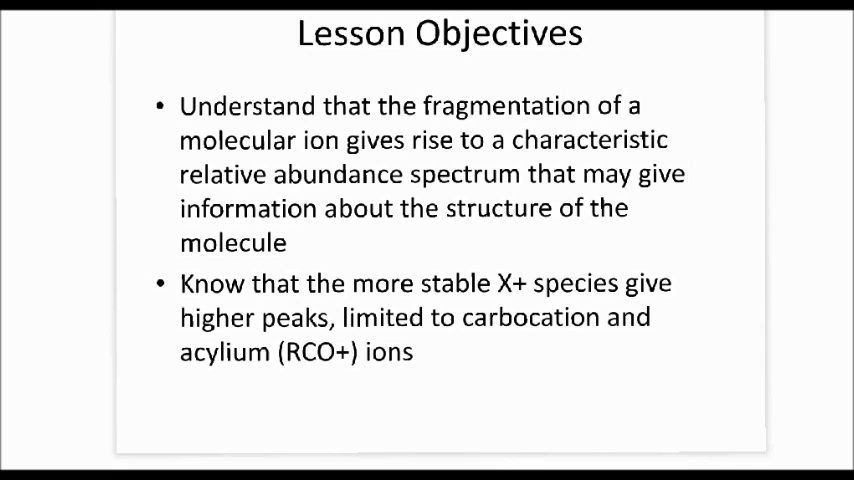 Lesson Objectives
• Understand that the fragmentation of a
molecular ion gives rise to a characteristic
relative abundance spectrum that may give
information about the structure of the
molecule
• Know that the more stable X+ species give
higher peaks, limited to carbocation and
acylium (RCO+) ions